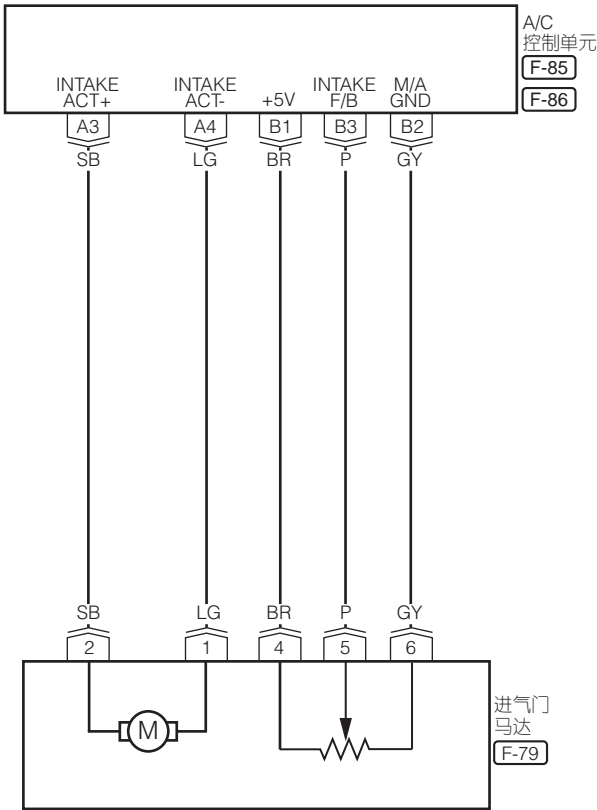 A/C
控制单元
F-85
F-86
INTAKE ACT+
INTAKE ACT-
+5V
INTAKE F/B
M/A GND
A3 A4 B1 B3 B2
SB LG BR P GY
SB LG BR P GY
2 1 4 5 6
M
进气门
马达
F-79